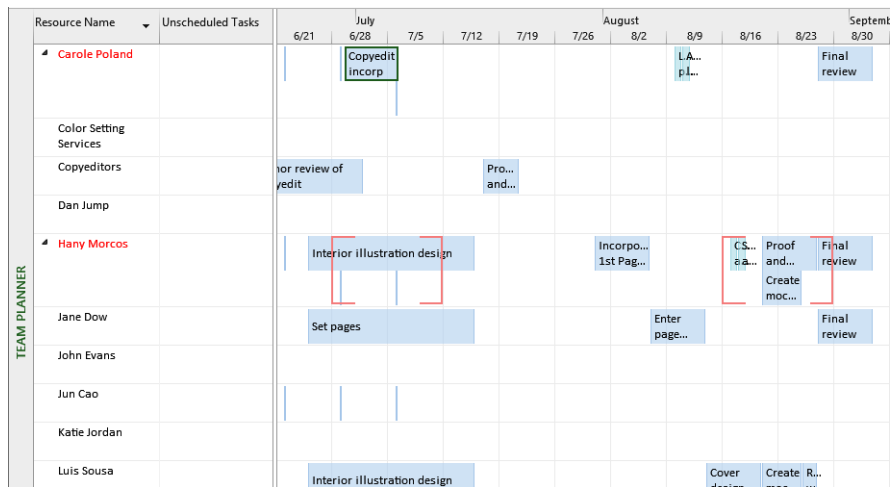 Resource Name
Unscheduled Tasks
July
August
Septem
6/21
6/28
7/5
7/12
7/19
7/26
8/2
8/9
8/16
8/23
8/30
TEAM PLANNER
Carole Poland
Copyedit
incorp
L
A...
p
l...
Final
review
Color Setting
Services
Copyeditors
nor review of
yedit
Pro...
and...
Dan Jump
Hany Morcos
Interior illustration design
Incorpo...
1st Pag...
C
S...
a
a...
Proof
and...
Final
review
Create
moc...
Jane Dow
Set pages
Enter
page...
Final
review
John Evans
Jun Cao
Katie Jordan
Luis Sousa
Interior illustration design
Cover
design
Create
R...